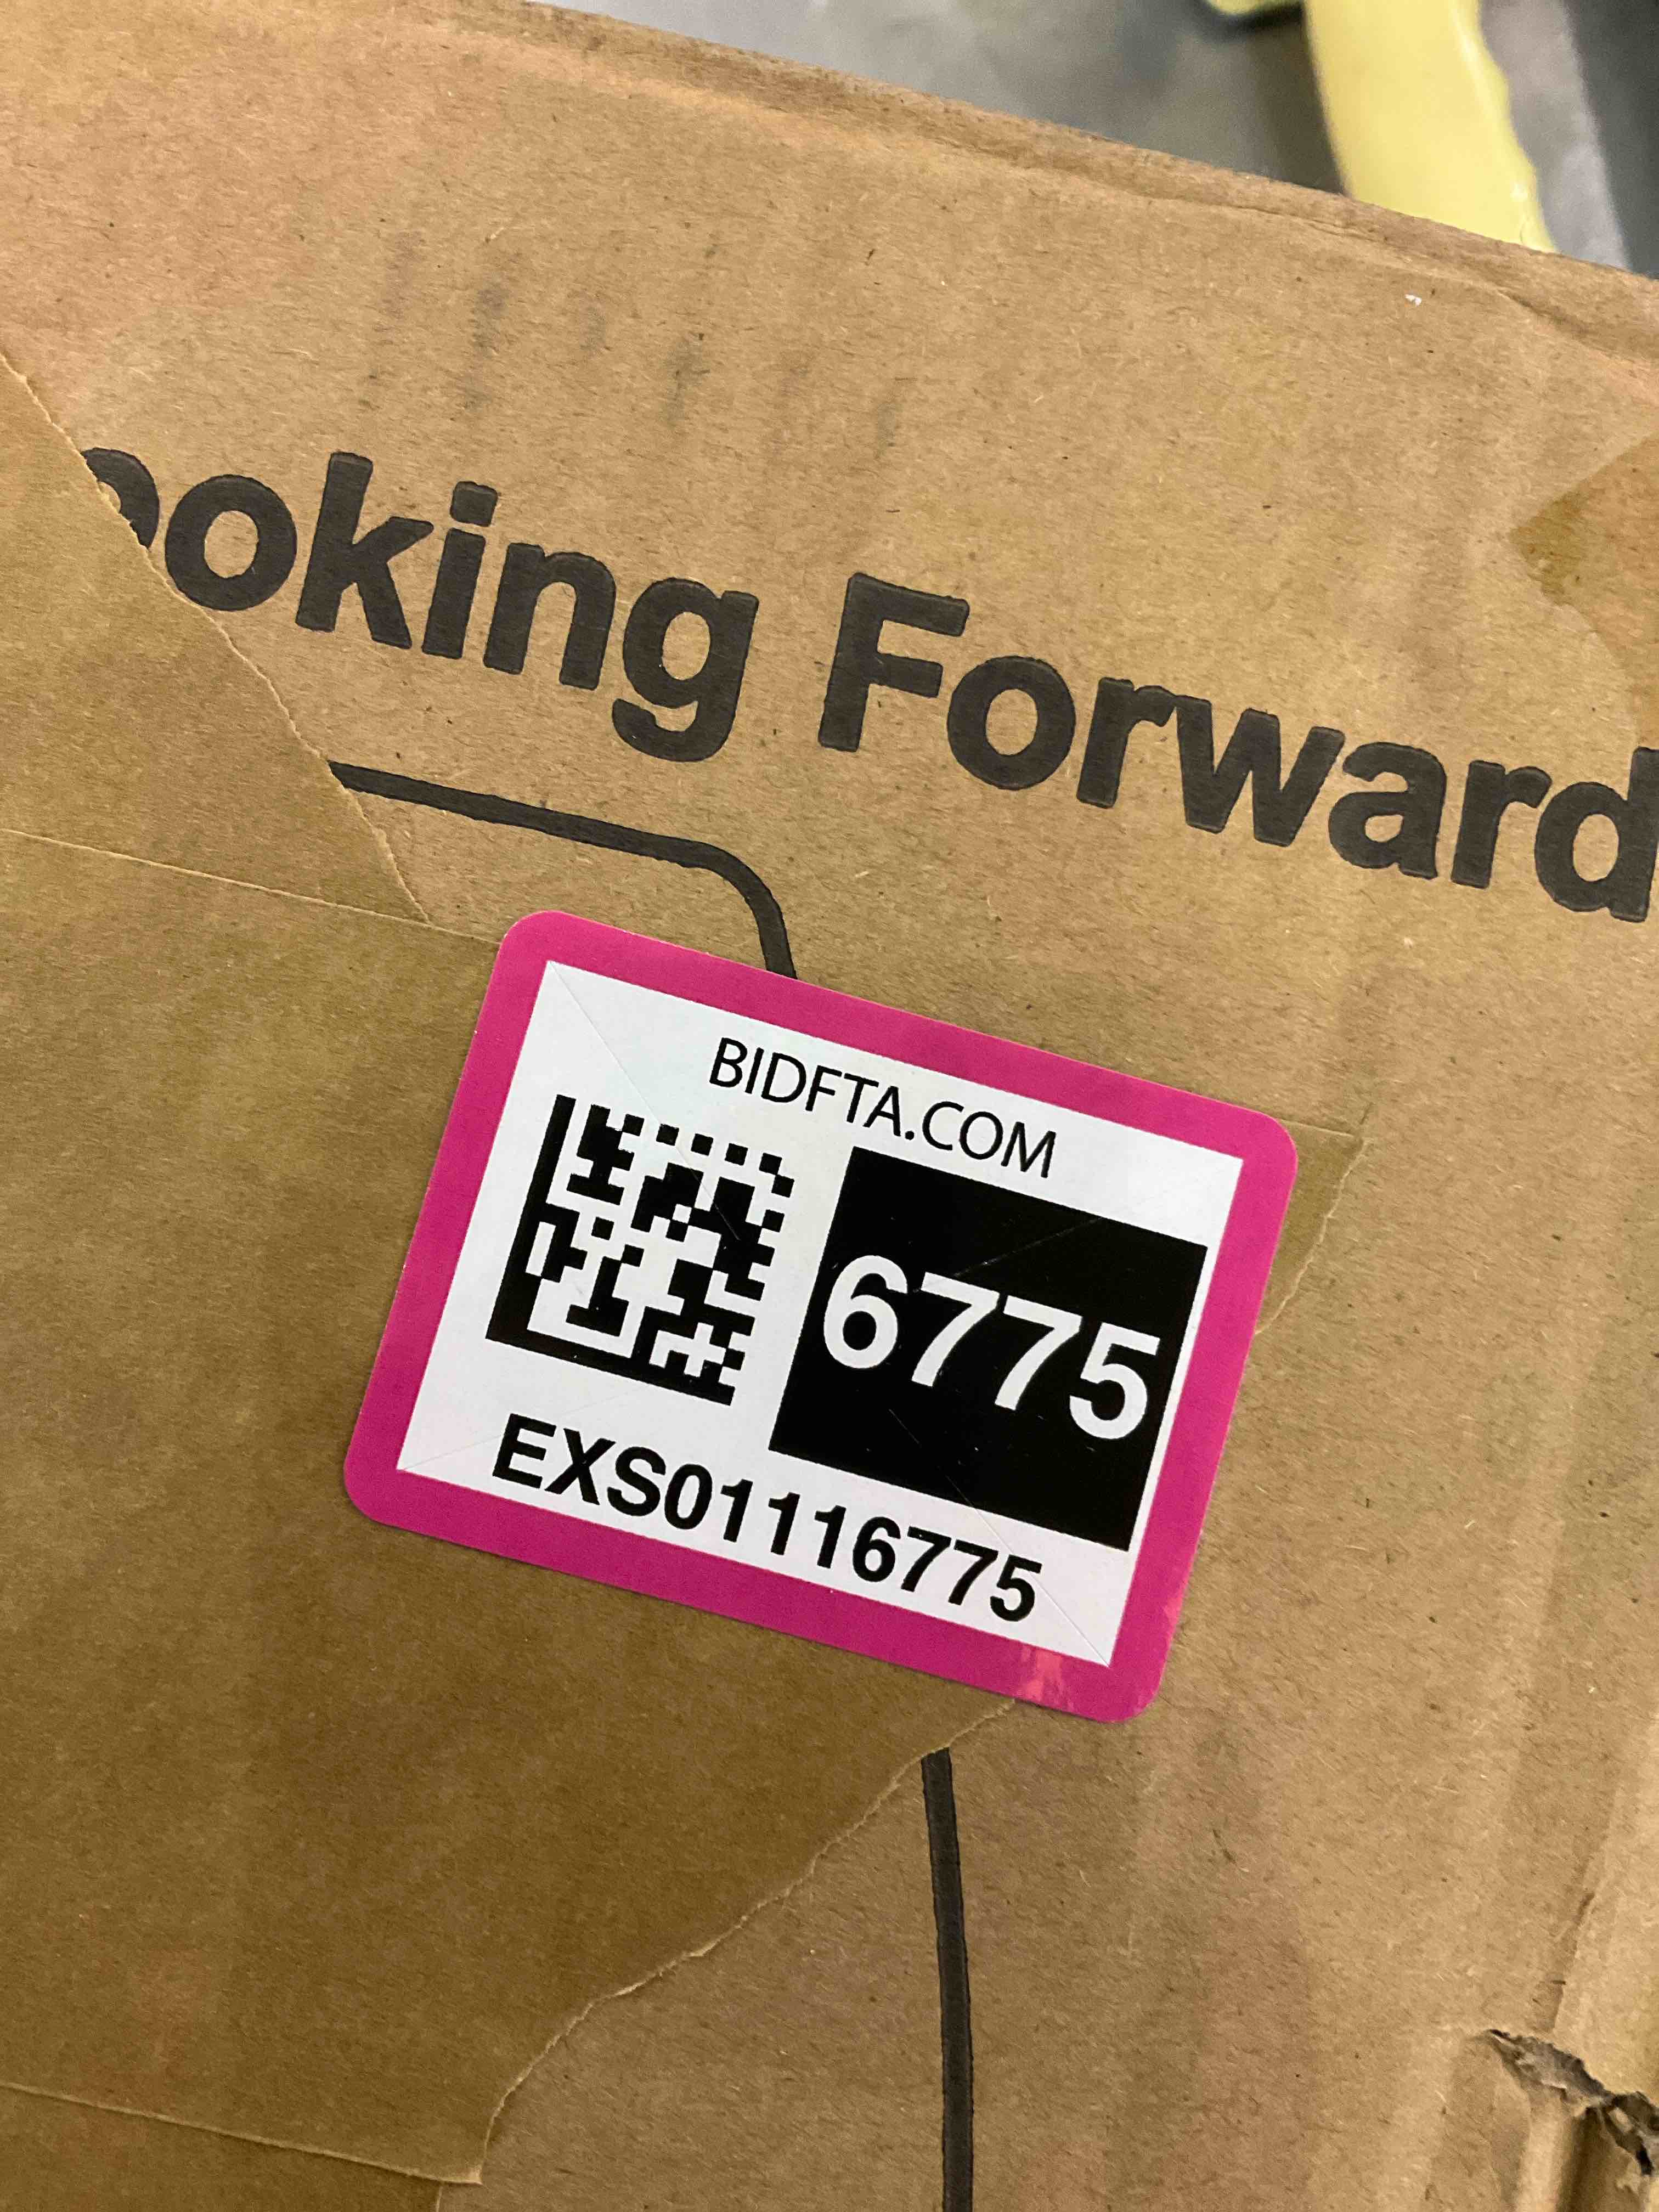 ooking Forward
BIDFTA.COM
6775
EXS01116775